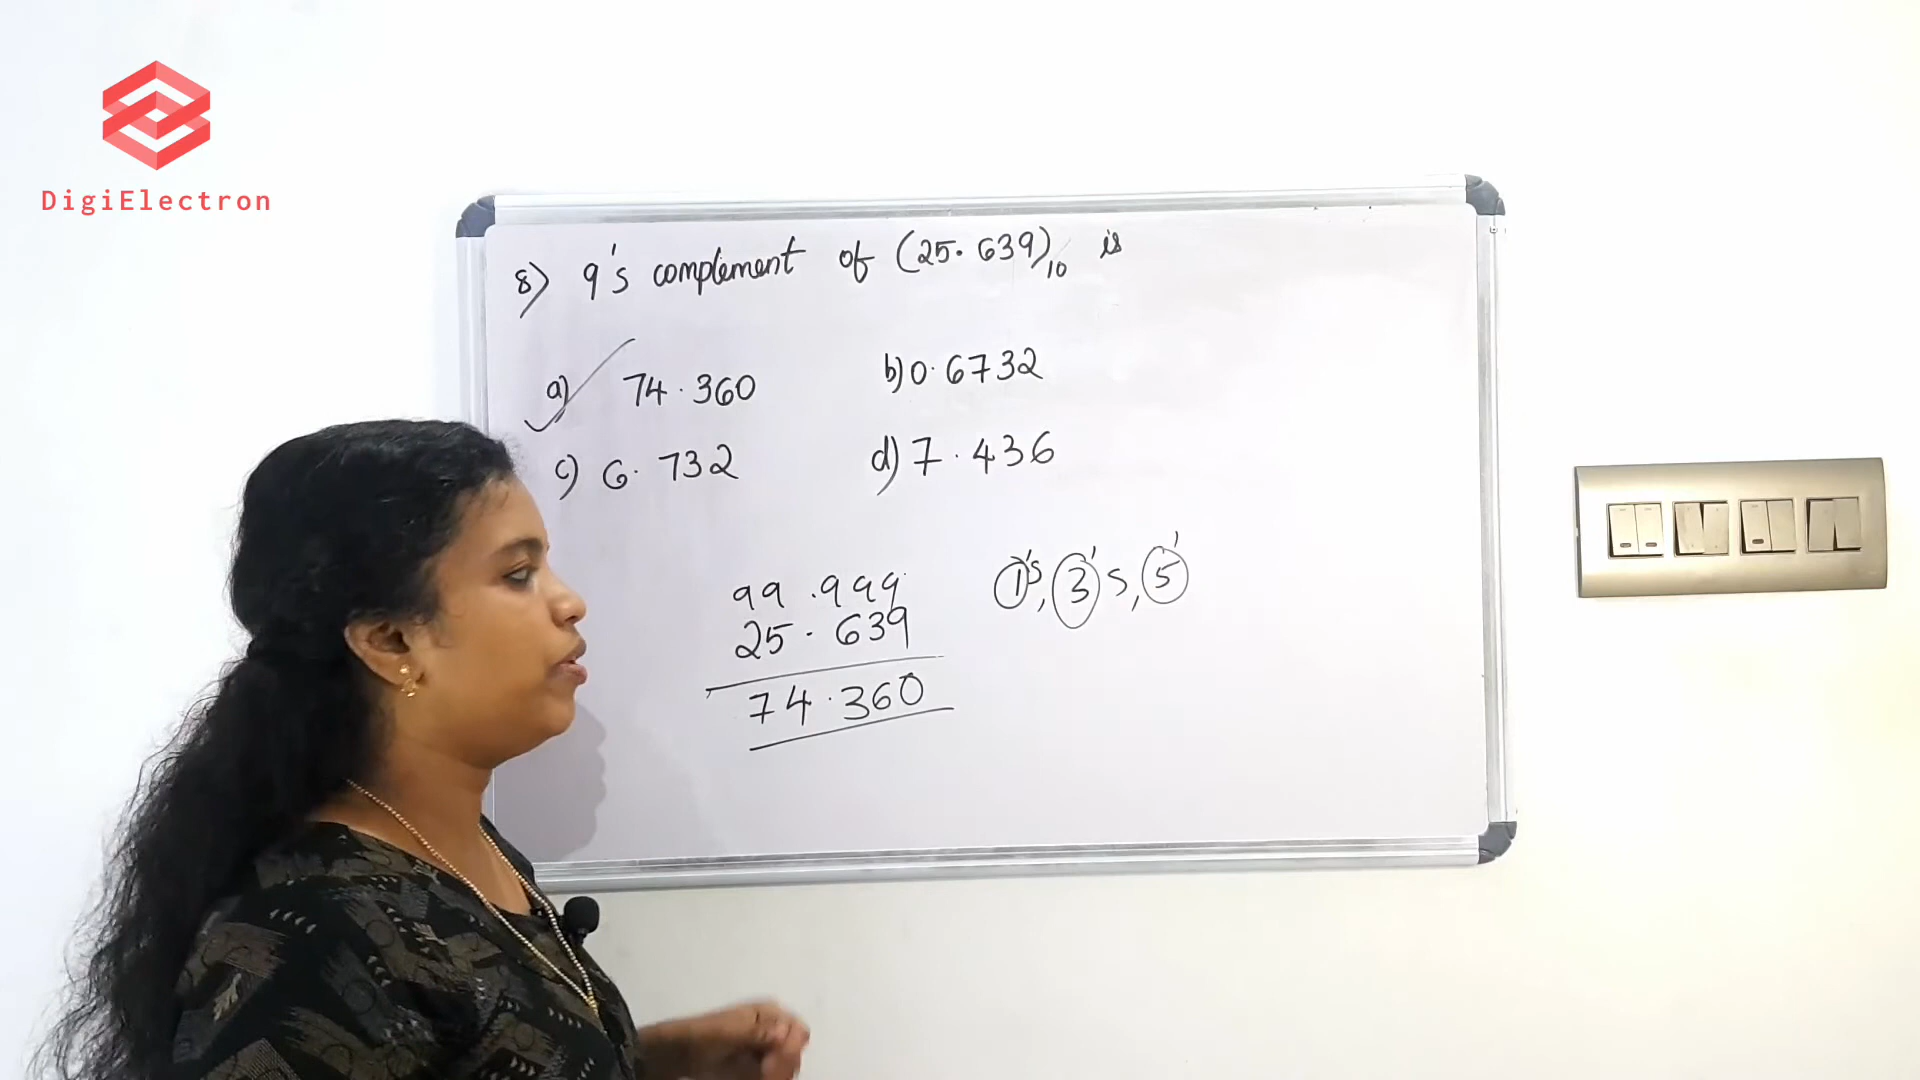 DigiElectron
8) 9's complement of (25.639)10 is
a) 74.360 b) 0.6732
c) 6.732 d) 7.436
99.999
25.639
74.360
1's, 3's, 5'